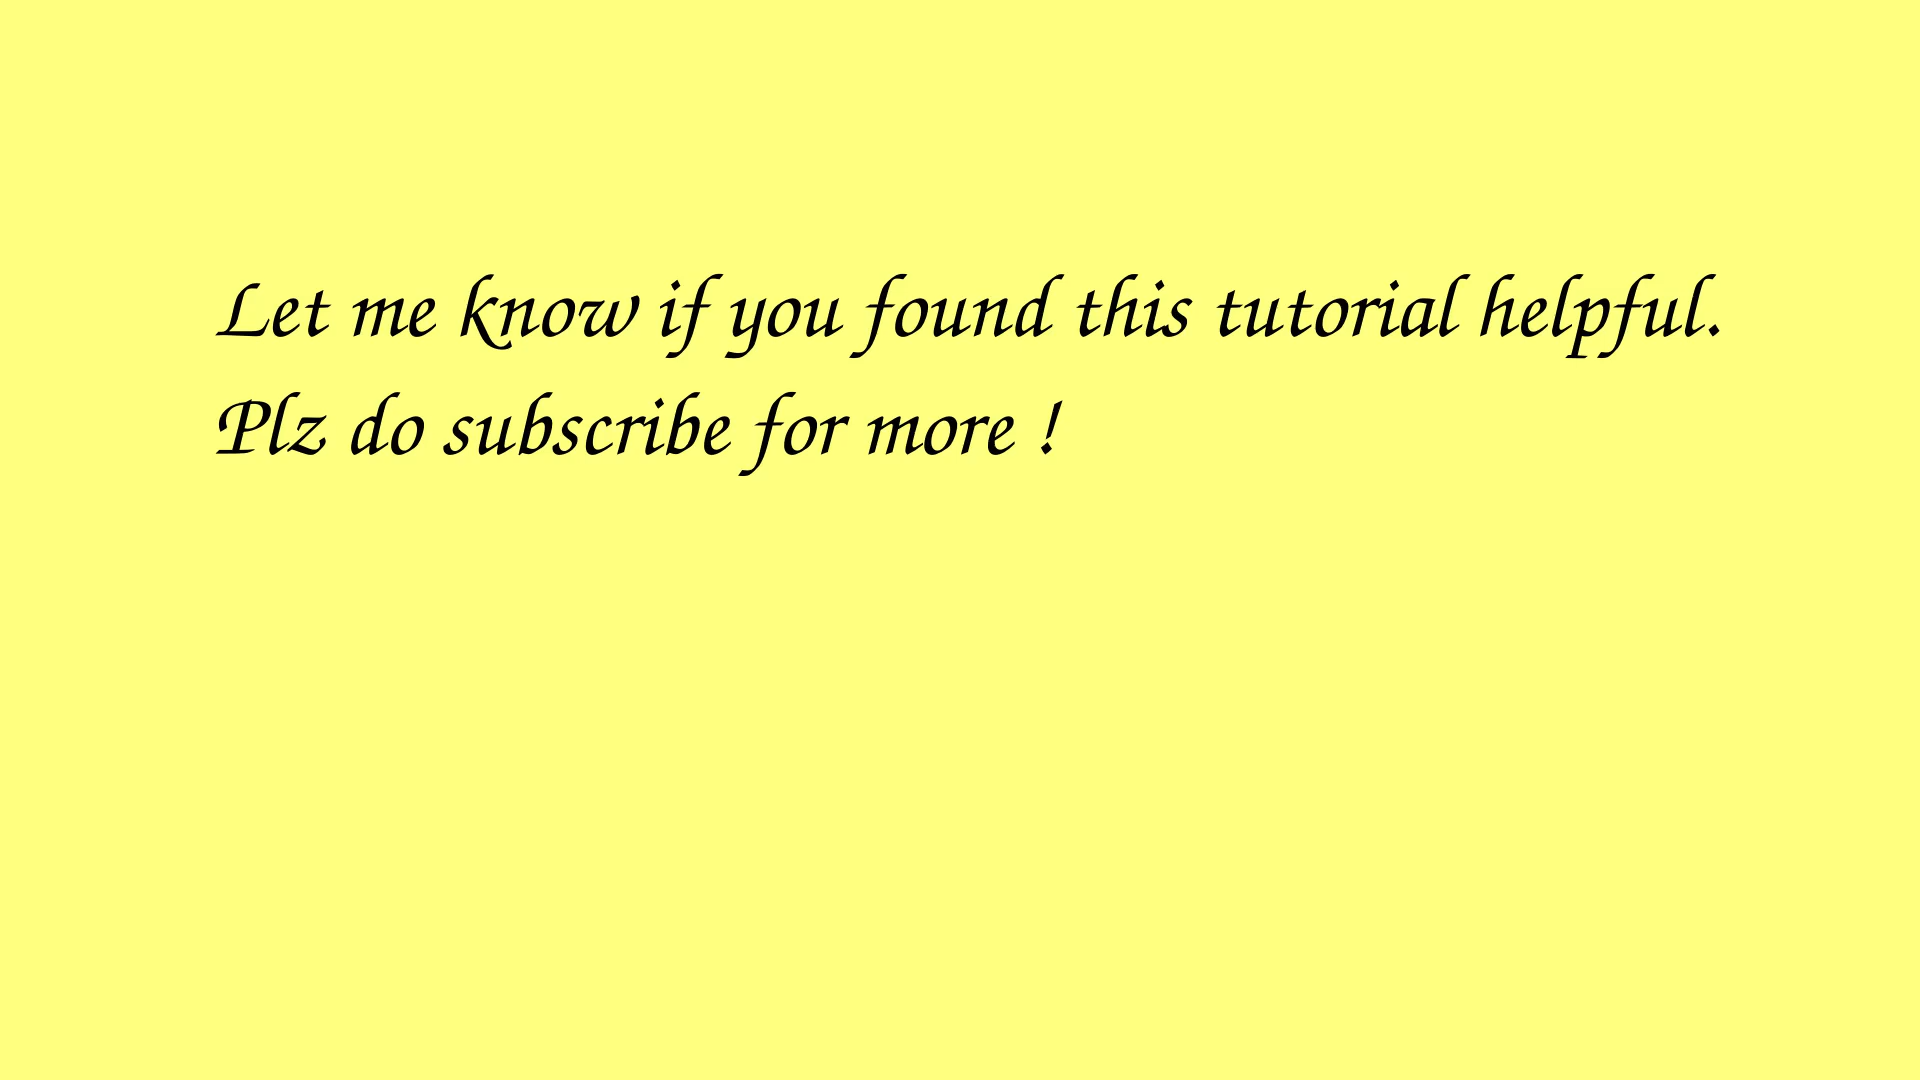 Let me know if you found this tutorial helpful.
Plz do subscribe for more !